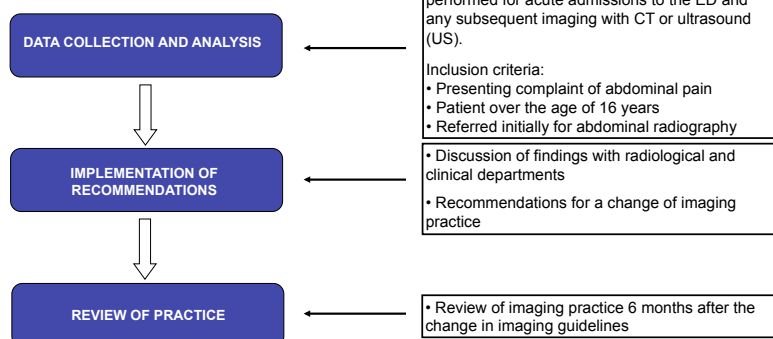 performed for acute admissions to the ED and
any subsequent imaging with CT or ultrasound
(US).
DATA COLLECTION AND ANALYSIS
Inclusion criteria:
• Presenting complaint of abdominal pain
• Patient over the age of 16 years
• Referred initially for abdominal radiography
IMPLEMENTATION OF
RECOMMENDATIONS
• Discussion of findings with radiological and
clinical departments
• Recommendations for a change of imaging
practice
REVIEW OF PRACTICE
• Review of imaging practice 6 months after the
change in imaging guidelines